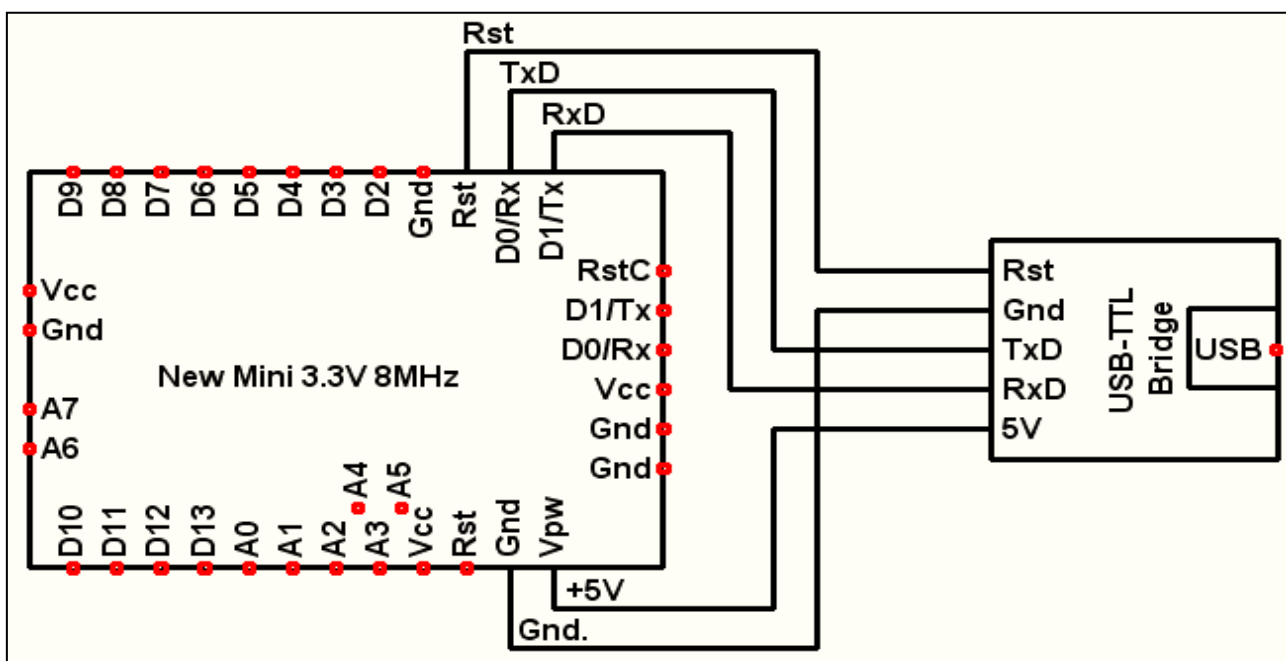 Rst
TxD
RxD
D9
D8
D7
D6
D5
D4
D3
D2
Gnd
Rst
D0/Rx
D1/Tx
RstC
D1/Tx
D0/Rx
Vcc
Gnd
Gnd
Vcc
Gnd
A7
A6
New Mini 3.3V 8MHz
A4
A5
D10
D11
D12
D13
A0
A1
A2
A3
Vcc
Rst
Gnd
Vpw
+5V
Gnd.
Rst
Gnd
TxD
RxD
5V
USB-TTL
Bridge
USB